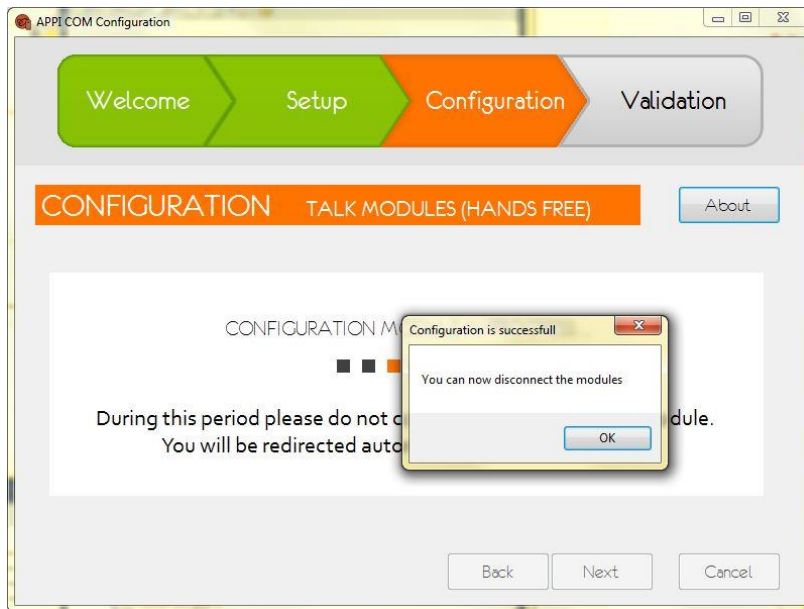 APPI COM Configuration
Welcome
Setup
Configuration
Validation
CONFIGURATION TALK MODULES (HANDS FREE)
About
CONFIGURATION M
Configuration is successfull
You can now disconnect the modules
OK
During this period please do not c dule.
You will be redirected auto
Back
Next
Cancel